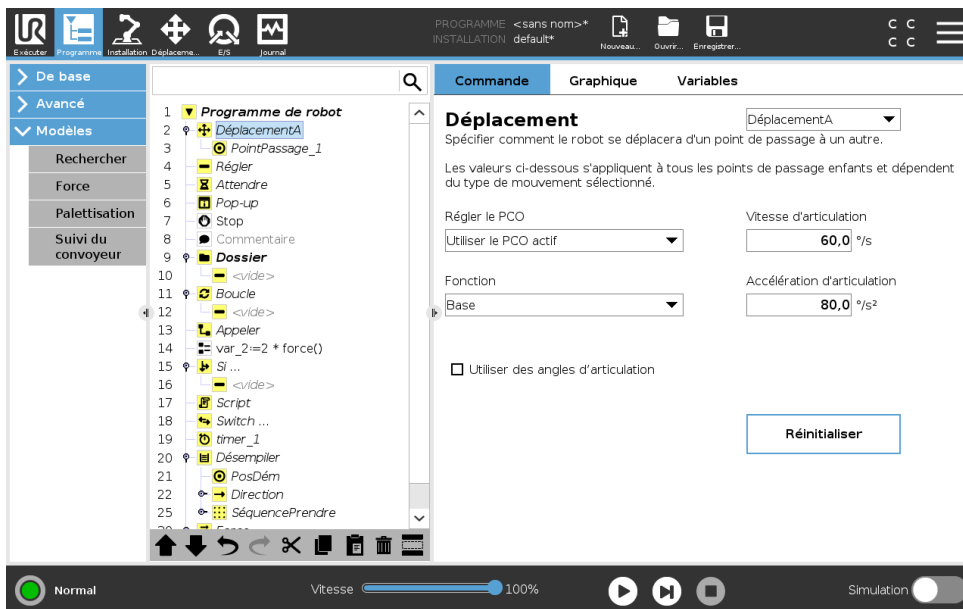 UR
PROGRAMME <sans nom>*
INSTALLATION default*
Exécuter
Programme
Installation
Déplaceme...
E/S
Journal
Nouveau...
Ouvrir...
Enregistrer...
C C
C C
De base
Avancé
Modèles
Rechercher
Force
Palettisation
Suivi du
convoyeur
1 Programme de robot
2 DéplacementA
3 PointPassage_1
4 Régler
5 Attendre
6 Pop-up
7 Stop
8 Commentaire
9 Dossier
10 <vide>
11 Boucle
12 <vide>
13 Appeler
14 var_2:=2 * force()
15 Si ...
16 <vide>
17 Script
18 Switch ...
19 timer_1
20 Désempiler
21 PosDém
22 Direction
25 SéquencePrendre
Commande
Graphique
Variables
Déplacement
DéplacementA
Spécifier comment le robot se déplacera d'un point de passage à un autre.
Les valeurs ci-dessous s'appliquent à tous les points de passage enfants et dépendent
du type de mouvement sélectionné.
Régler le PCO
Vitesse d'articulation
Utiliser le PCO actif
60,0 °/s
Fonction
Accélération d'articulation
Base
80,0 °/s²
Utiliser des angles d'articulation
Réinitialiser
Normal
Vitesse
100%
Simulation